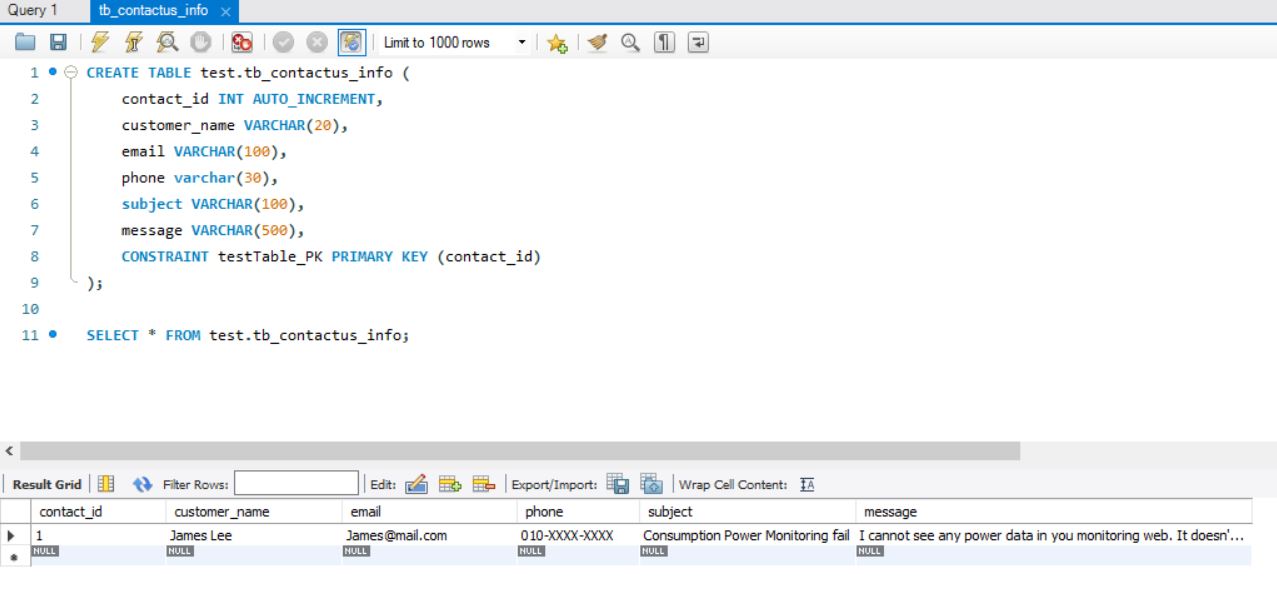 Query 1 tb_contactus_info ×
Limit to 1000 rows
1 CREATE TABLE test.tb_contactus_info (
2 contact_id INT AUTO_INCREMENT,
3 customer_name VARCHAR(20),
4 email VARCHAR(100),
5 phone varchar(30),
6 subject VARCHAR(100),
7 message VARCHAR(500),
8 CONSTRAINT testTable_PK PRIMARY KEY (contact_id)
9 );
10
11 SELECT * FROM test.tb_contactus_info;
Result Grid Filter Rows: Edit: Export/Import: Wrap Cell Content:
contact_id customer_name email phone subject message
1 James Lee James@mail.com 010-XXXX-XXXX Consumption Power Monitoring fail I cannot see any power data in you monitoring web. It doesn'...
NULL NULL NULL NULL NULL NULL